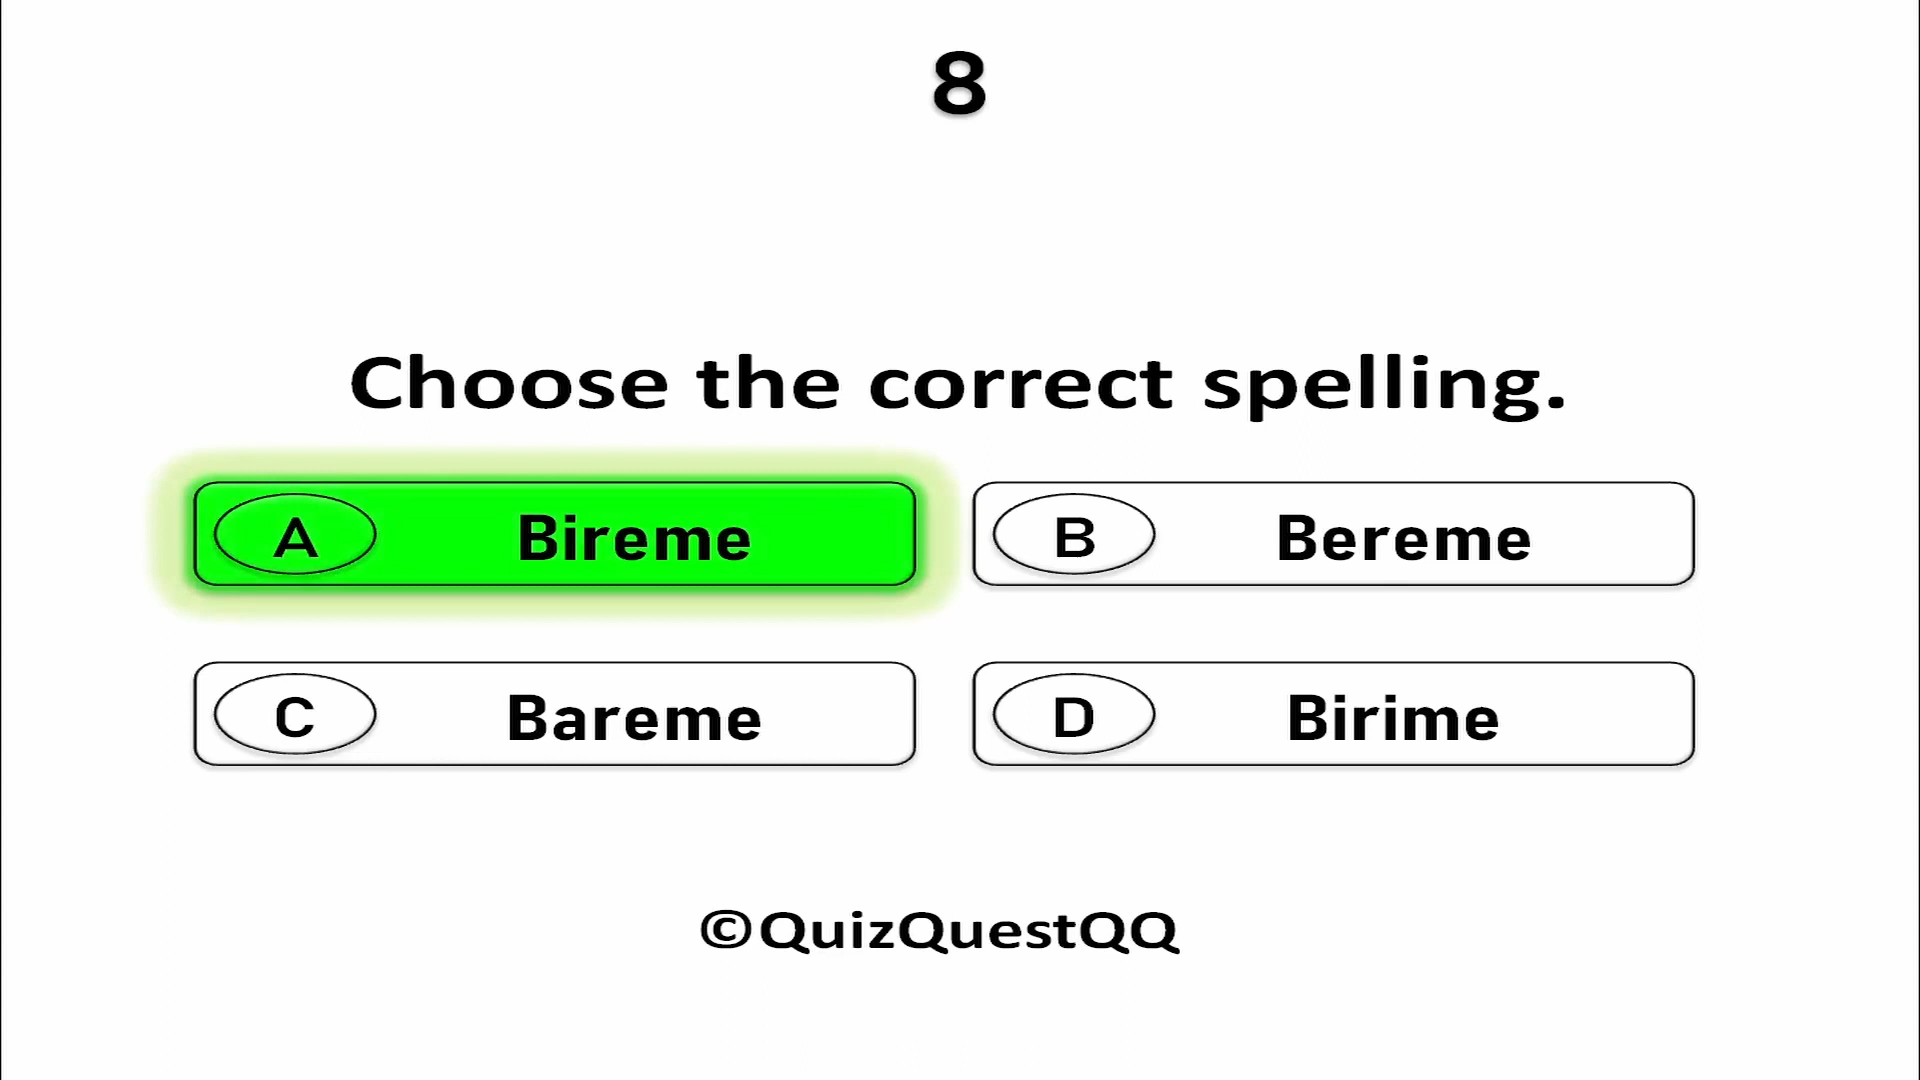 8
Choose the correct spelling.
A Bireme
B Bereme
C Bareme
D Birime
©QuizQuestQQ